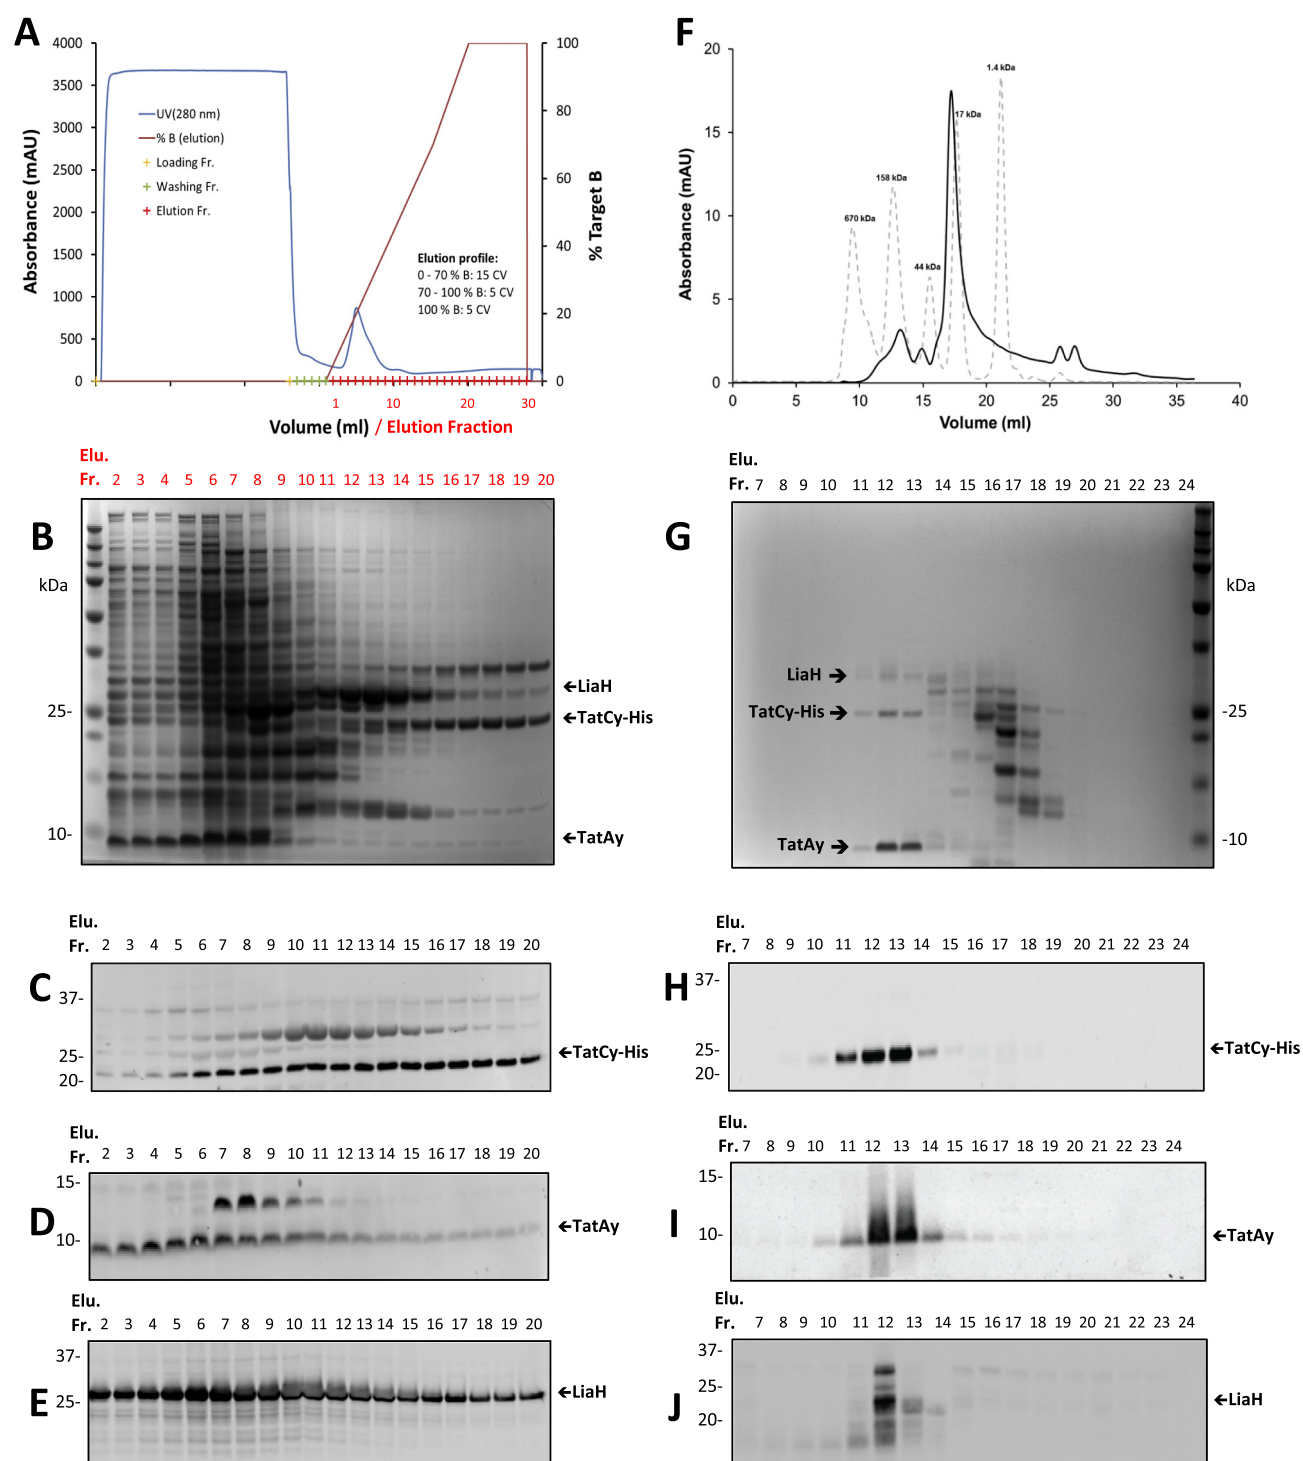 A
4000
3500
3000
2500
2000
1500
1000
500
0
Absorbance (mAU)
100
80
60
40
20
0
% Target B
UV(280 nm)
% B (elution)
Loading Fr.
Washing Fr.
Elution Fr.
Elution profile:
0 - 70 % B: 15 CV
70 - 100 % B: 5 CV
100 % B: 5 CV
1 10 20 30
Volume (ml) / Elution Fraction
F
20
15
10
5
0
Absorbance (mAU)
670 kDa
158 kDa
44 kDa
17 kDa
1.4 kDa
0 5 10 15 20 25 30 35 40
Volume (ml)
Elu.
Fr. 2 3 4 5 6 7 8 9 10 11 12 13 14 15 16 17 18 19 20
B
kDa
25-
10-
←LiaH
←TatCy-His
←TatAy
Elu.
Fr. 7 8 9 10 11 12 13 14 15 16 17 18 19 20 21 22 23 24
G
LiaH →
TatCy-His →
TatAy →
kDa
-25
-10
Elu.
Fr. 2 3 4 5 6 7 8 9 10 11 12 13 14 15 16 17 18 19 20
C
37-
25-
20-
←TatCy-His
Elu.
Fr. 7 8 9 10 11 12 13 14 15 16 17 18 19 20 21 22 23 24
H
37-
25-
20-
←TatCy-His
Elu.
Fr. 2 3 4 5 6 7 8 9 10 11 12 13 14 15 16 17 18 19 20
D
15-
10-
←TatAy
Elu.
Fr. 7 8 9 10 11 12 13 14 15 16 17 18 19 20 21 22 23 24
I
15-
10-
←TatAy
Elu.
Fr. 2 3 4 5 6 7 8 9 10 11 12 13 14 15 16 17 18 19 20
E
37-
25-
←LiaH
Elu.
Fr. 7 8 9 10 11 12 13 14 15 16 17 18 19 20 21 22 23 24
J
37-
25-
20-
←LiaH